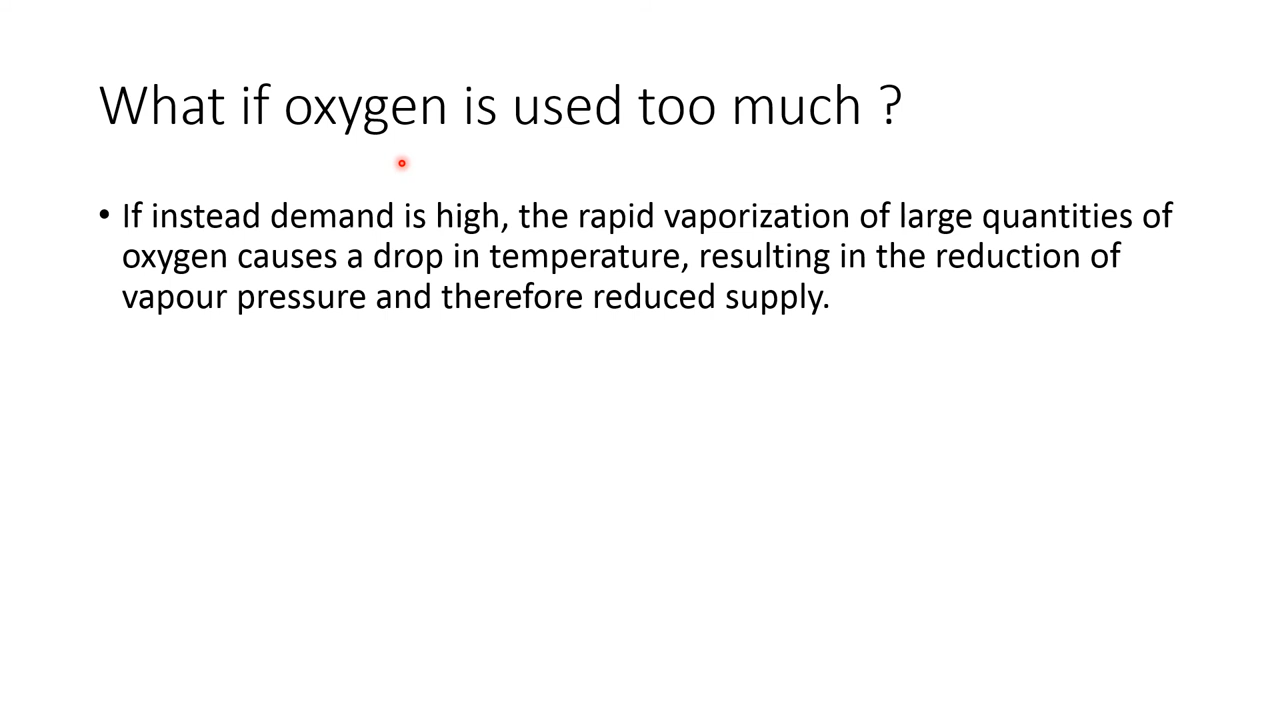 What if oxygen is used too much ?
• If instead demand is high, the rapid vaporization of large quantities of
oxygen causes a drop in temperature, resulting in the reduction of
vapour pressure and therefore reduced supply.